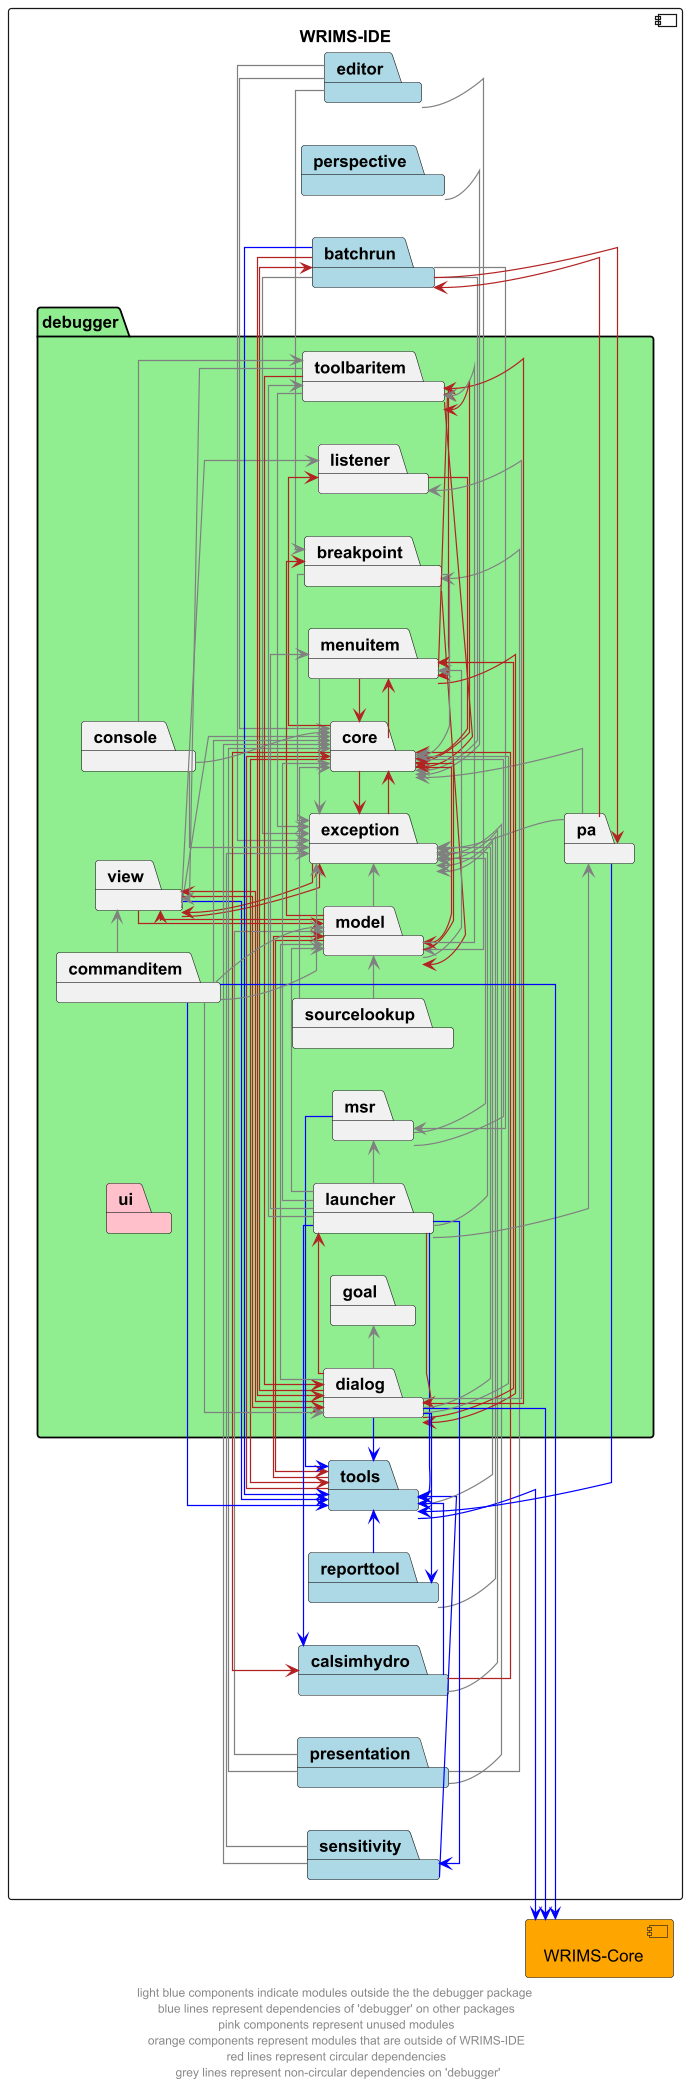 WRIMS-IDE
editor
perspective
batchrun
debugger
toolbaritem
listener
breakpoint
menuitem
console
core
exception
pa
view
model
commanditem
sourcelookup
msr
ui
launcher
goal
dialog
tools
reporttool
calsimhydro
presentation
sensitivity
WRIMS-Core
light blue components indicate modules outside the the debugger package
blue lines represent dependencies of 'debugger' on other packages
pink components represent unused modules
orange components represent modules that are outside of WRIMS-IDE
red lines represent circular dependencies
grey lines represent non-circular dependencies on 'debugger'